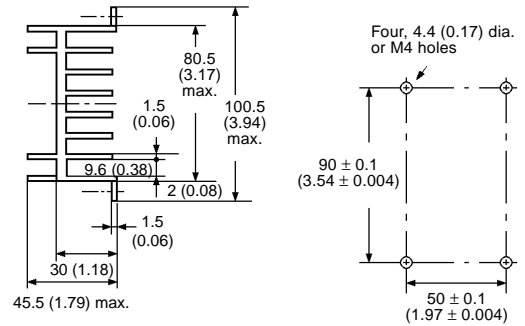 80.5
(3.17)
max.
100.5
(3.94)
max.
1.5
(0.06)
9.6 (0.38)
2 (0.08)
1.5
(0.06)
30 (1.18)
45.5 (1.79) max.
Four, 4.4 (0.17) dia.
or M4 holes
90 ± 0.1
(3.54 ± 0.004)
50 ± 0.1
(1.97 ± 0.004)